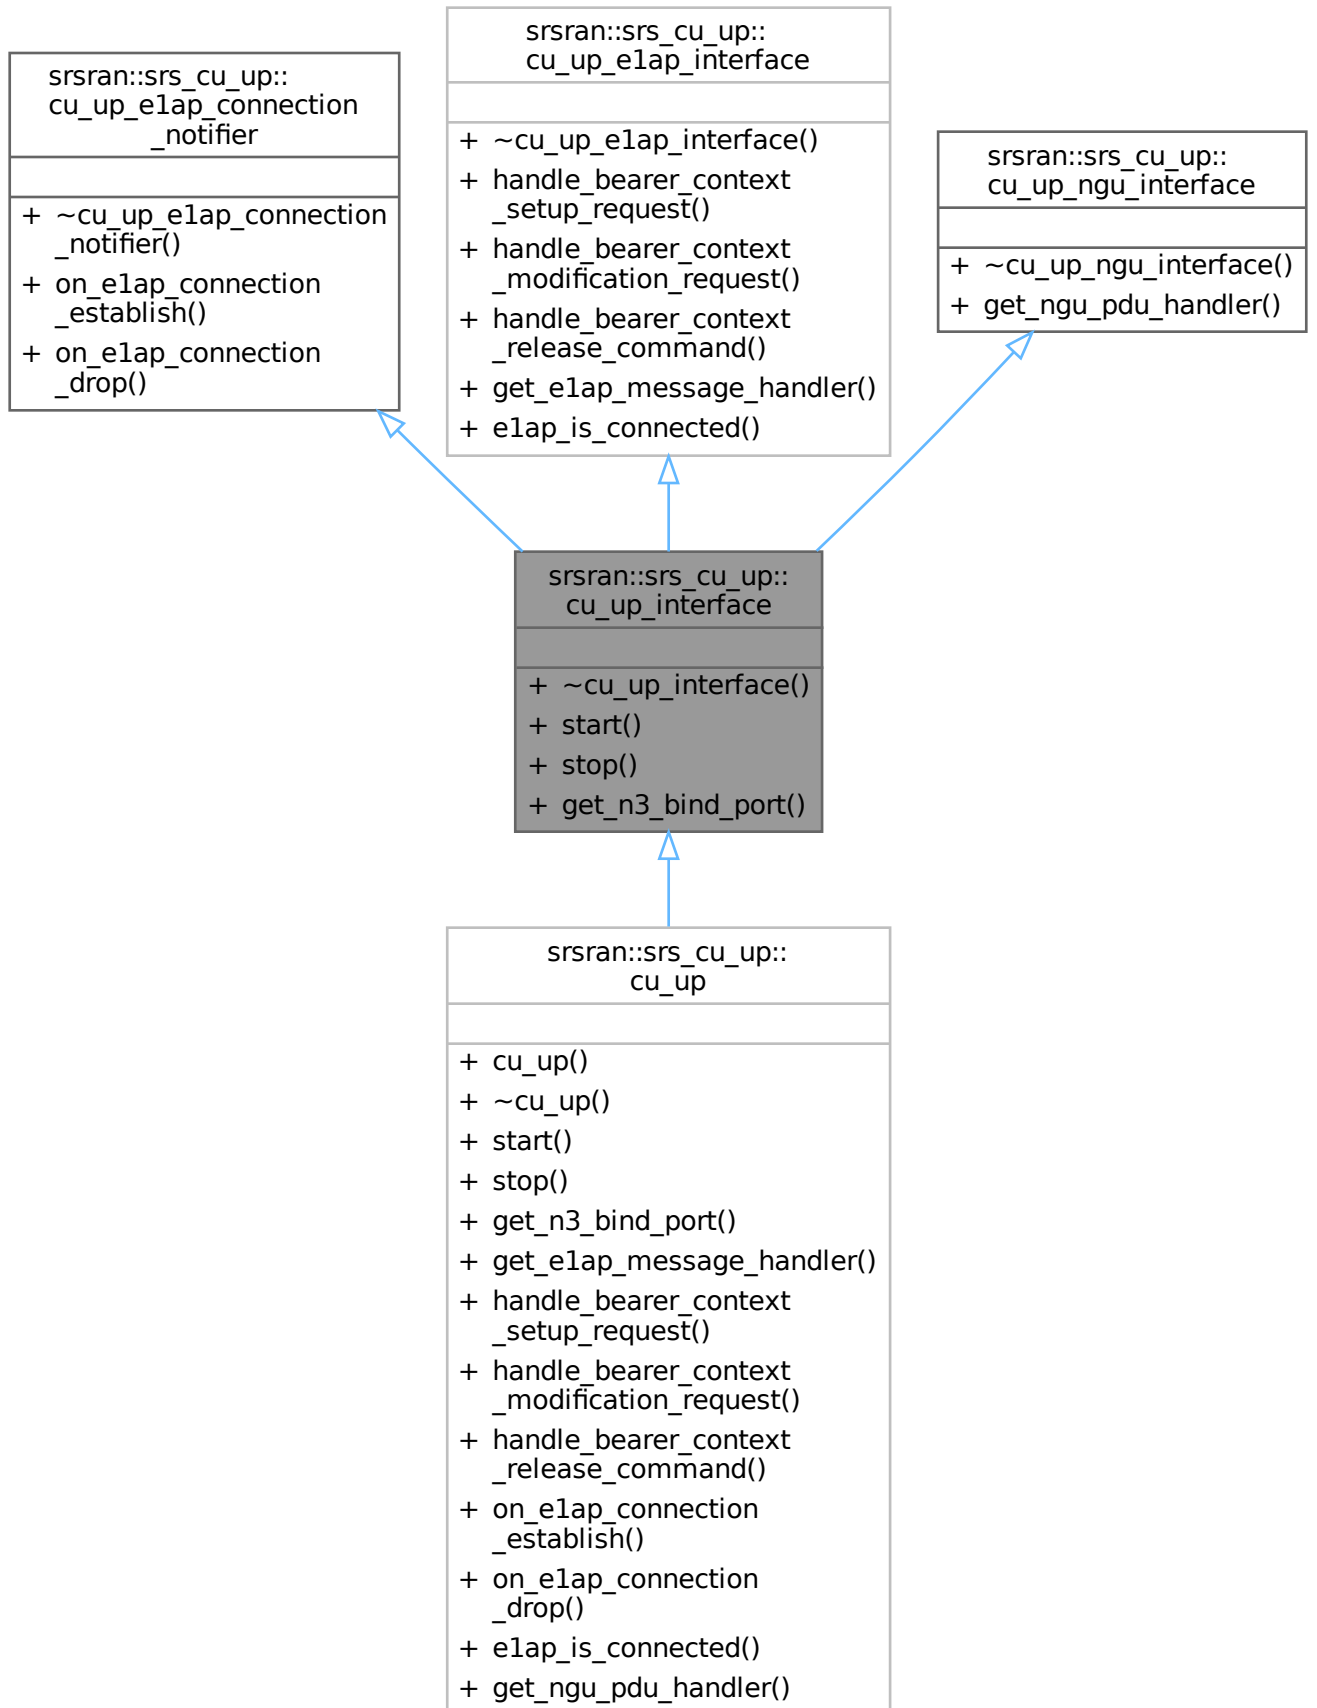 srsran::srs_cu_up::
cu_up_e1ap_connection
_notifier
+ ~cu_up_e1ap_connection
_notifier()
+ on_e1ap_connection
_establish()
+ on_e1ap_connection
_drop()
srsran::srs_cu_up::
cu_up_e1ap_interface
+ ~cu_up_e1ap_interface()
+ handle_bearer_context
_setup_request()
+ handle_bearer_context
_modification_request()
+ handle_bearer_context
_release_command()
+ get_e1ap_message_handler()
+ e1ap_is_connected()
srsran::srs_cu_up::
cu_up_ngu_interface
+ ~cu_up_ngu_interface()
+ get_ngu_pdu_handler()
srsran::srs_cu_up::
cu_up_interface
+ ~cu_up_interface()
+ start()
+ stop()
+ get_n3_bind_port()
srsran::srs_cu_up::
cu_up
+ cu_up()
+ ~cu_up()
+ start()
+ stop()
+ get_n3_bind_port()
+ get_e1ap_message_handler()
+ handle_bearer_context
_setup_request()
+ handle_bearer_context
_modification_request()
+ handle_bearer_context
_release_command()
+ on_e1ap_connection
_establish()
+ on_e1ap_connection
_drop()
+ e1ap_is_connected()
+ get_ngu_pdu_handler()